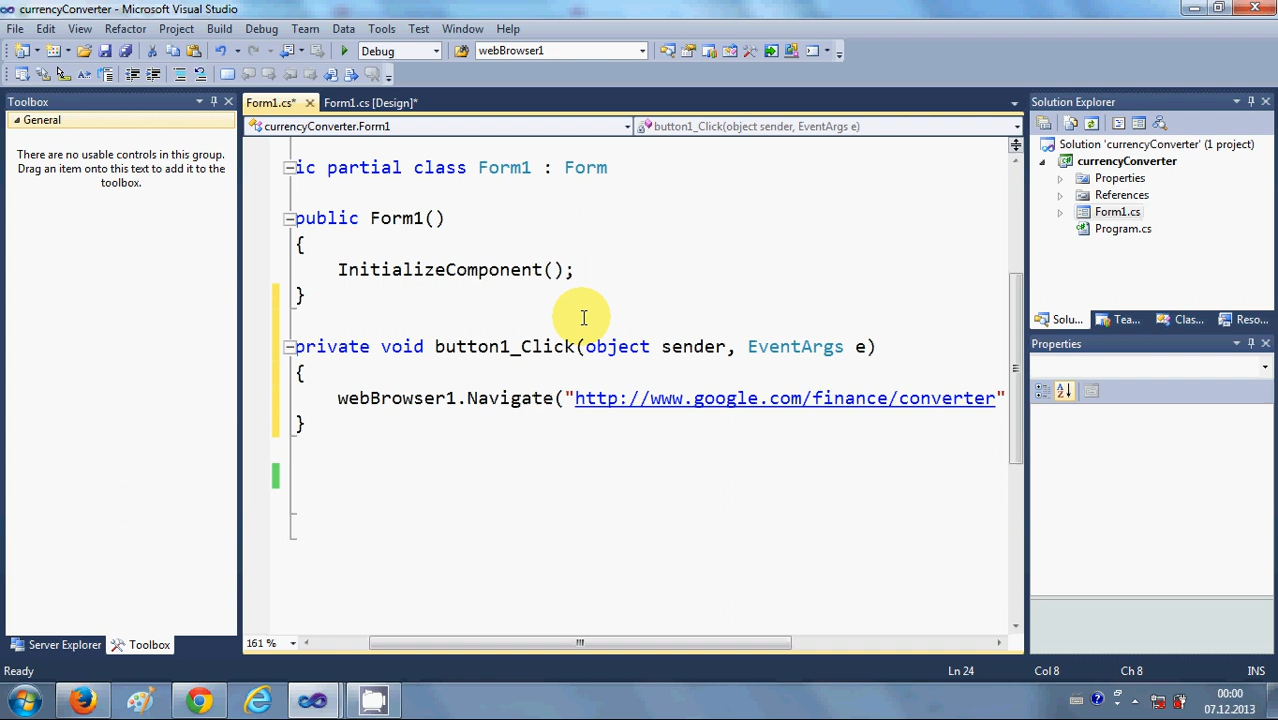 currencyConverter - Microsoft Visual Studio
File Edit View Refactor Project Build Debug Team Data Tools Test Window Help
Debug webBrowser1
Toolbox
General
There are no usable controls in this group.
Drag an item onto this text to add it to the
toolbox.
Server Explorer Toolbox
Form1.cs* Form1.cs [Design]*
currencyConverter.Form1 button1_Click(object sender, EventArgs e)
ic partial class Form1 : Form
public Form1()
{
InitializeComponent();
}
private void button1_Click(object sender, EventArgs e)
{
webBrowser1.Navigate("http://www.google.com/finance/converter"
}
161 %
Solution Explorer
Solution 'currencyConverter' (1 project)
currencyConverter
Properties
References
Form1.cs
Program.cs
Solu... Tea... Clas... Reso...
Properties
Ready Ln 24 Col 8 Ch 8 INS
00:00
07.12.2013